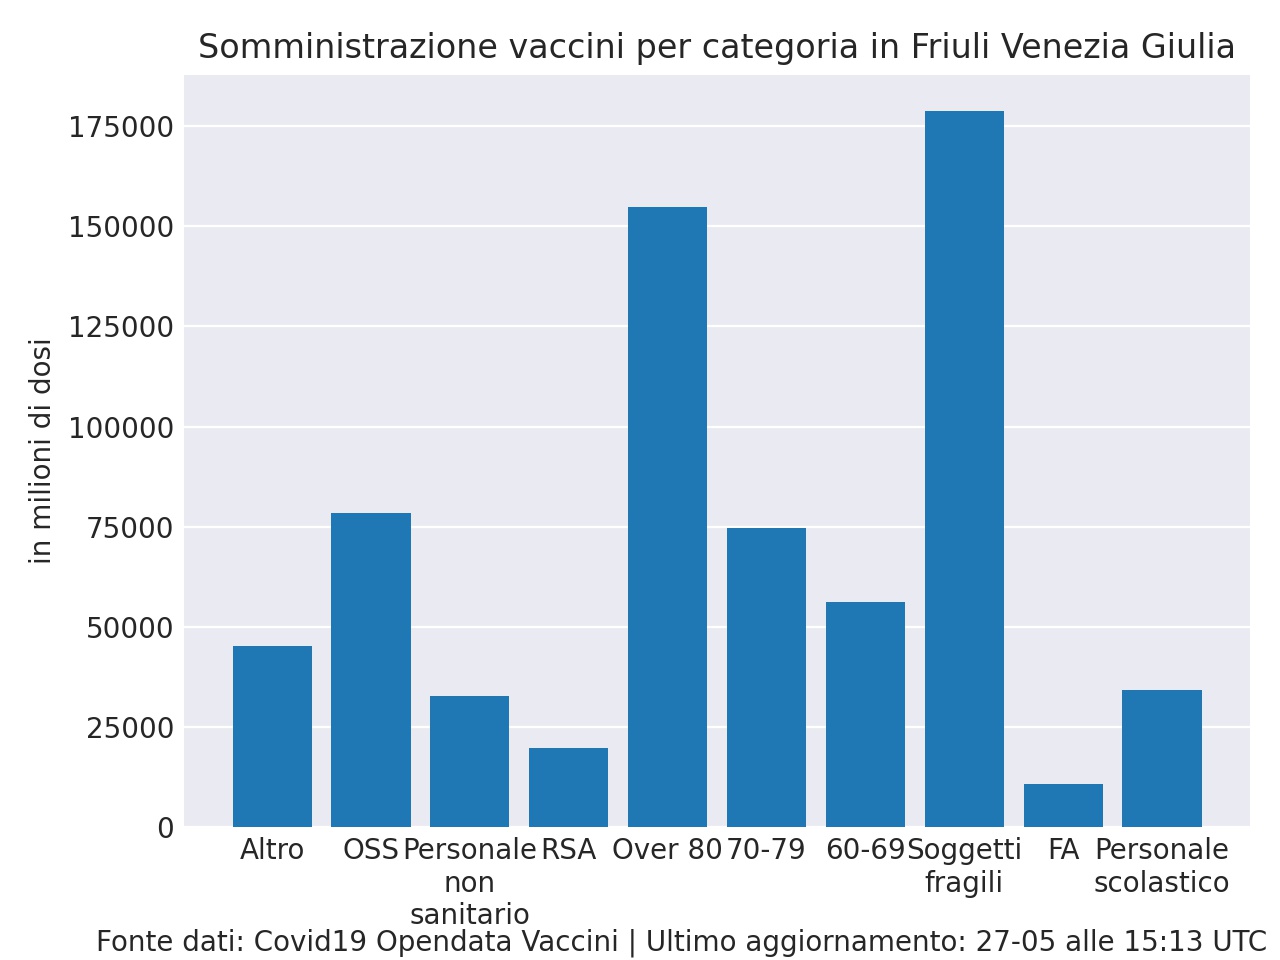 Somministrazione vaccini per categoria in Friuli Venezia Giulia
in milioni di dosi
175000
150000
125000
100000
75000
50000
25000
0
Altro OSS Personale RSA Over 80 70-79 60-69 Soggetti FA Personale
non fragili scolastico
sanitario
Fonte dati: Covid19 Opendata Vaccini | Ultimo aggiornamento: 27-05 alle 15:13 UTC